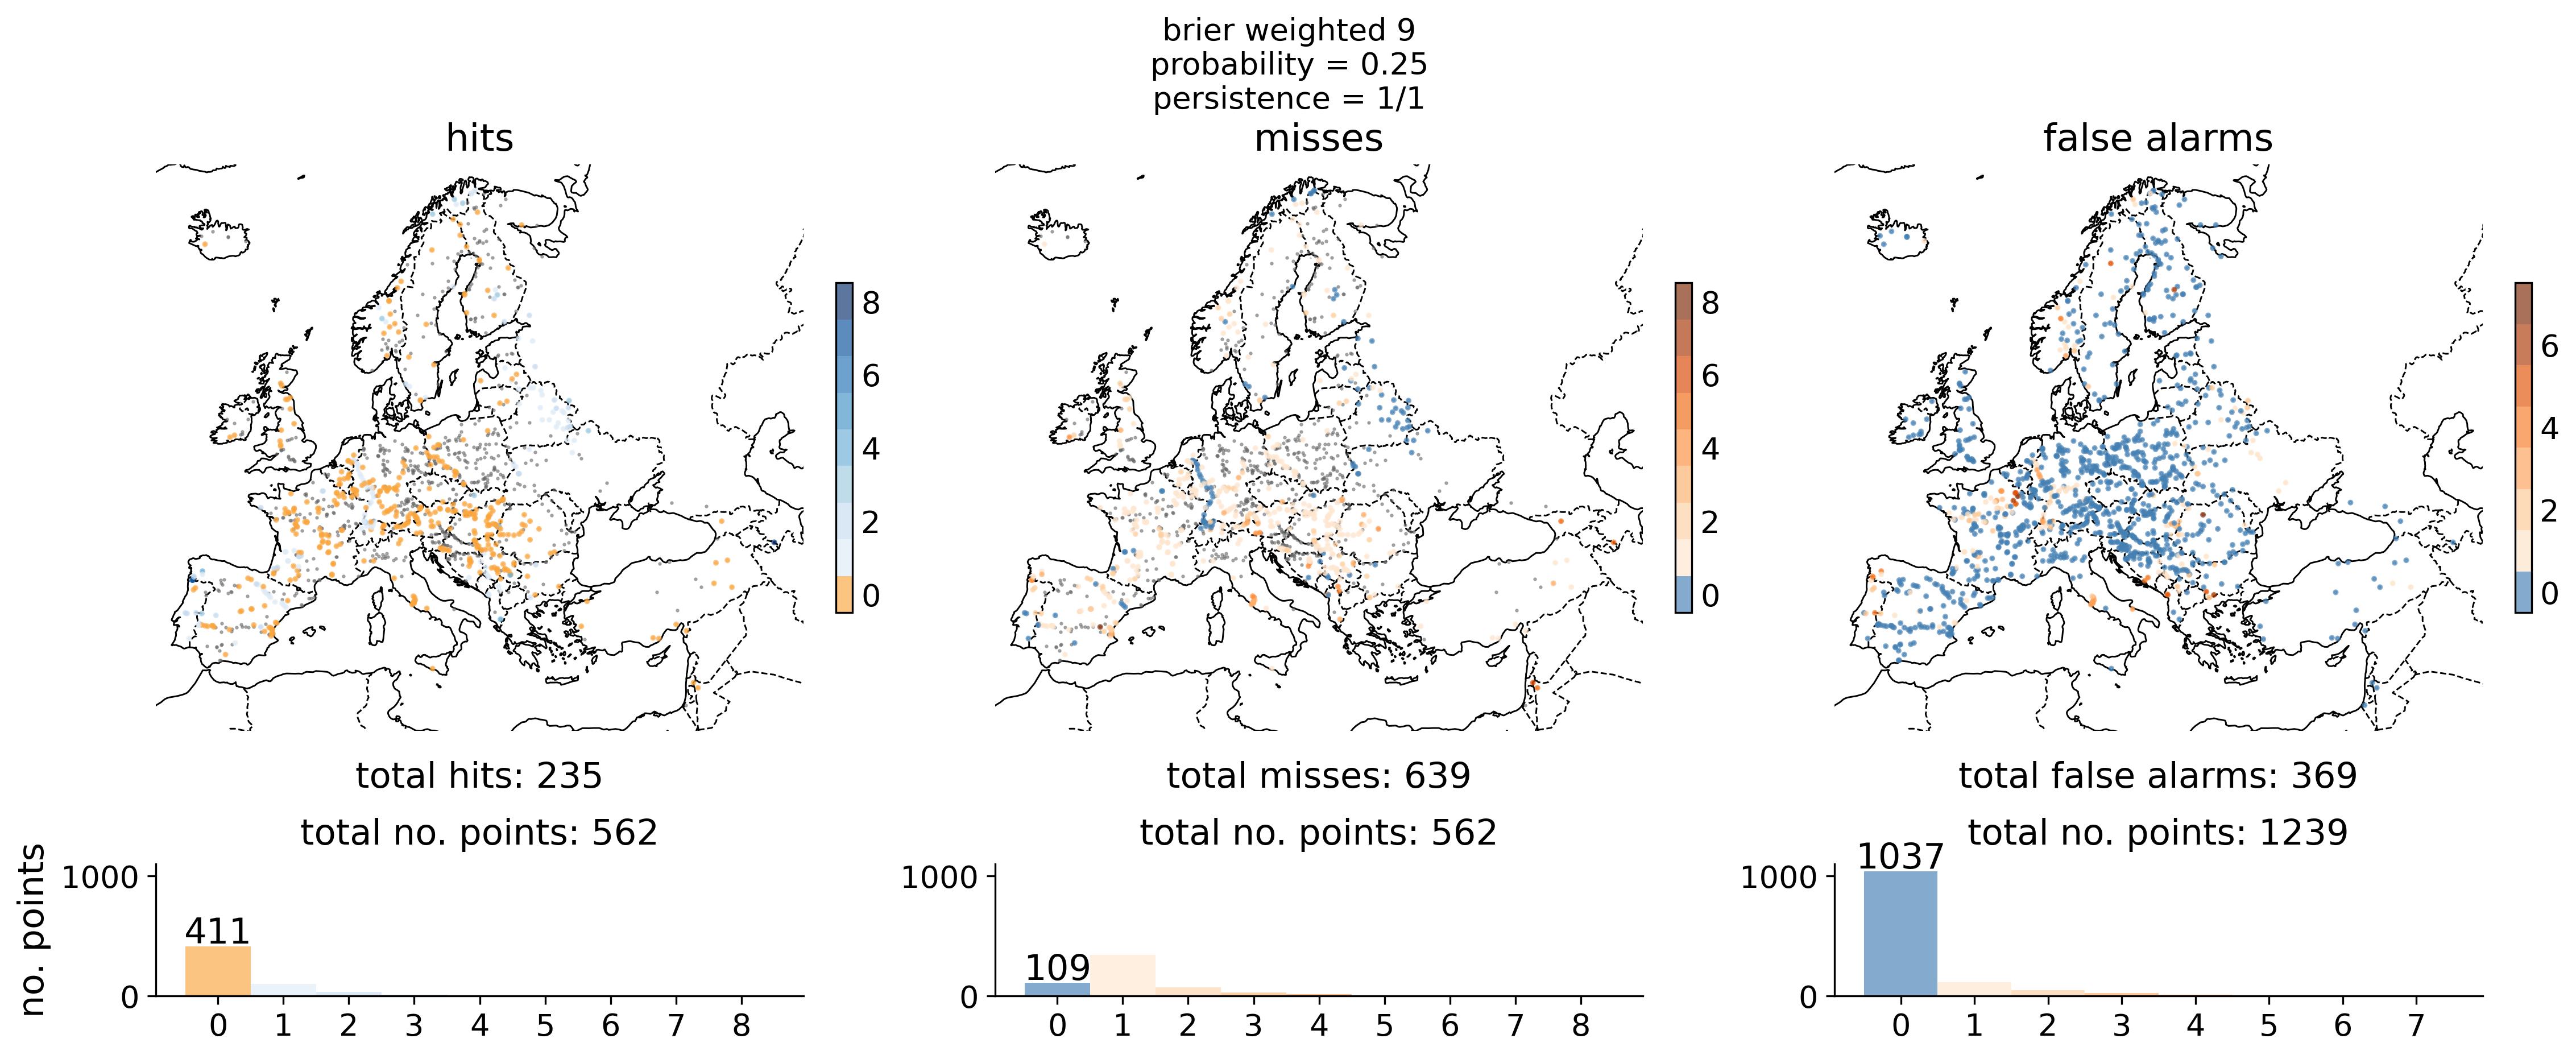 brier weighted 9
probability = 0.25
persistence = 1/1
hits
misses
false alarms
8
6
4
2
0
8
6
4
2
0
6
4
2
0
total hits: 235
total misses: 639
total false alarms: 369
total no. points: 562
total no. points: 562
total no. points: 1239
no. points
1000
0
411
0 1 2 3 4 5 6 7 8
1000
0
109
0 1 2 3 4 5 6 7 8
1000
0
1037
0 1 2 3 4 5 6 7